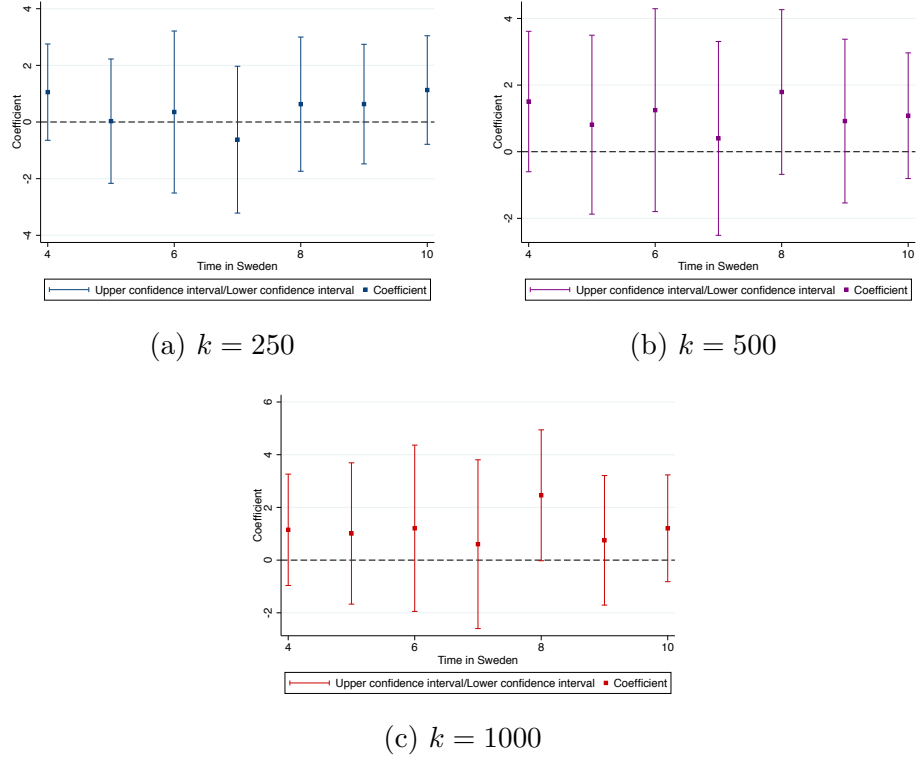 4
2
0
-2
-4
Coefficient
4 6 8 10
Time in Sweden
Upper confidence interval/Lower confidence interval Coefficient
(a) k = 250
4
2
0
-2
Coefficient
4 6 8 10
Time in Sweden
Upper confidence interval/Lower confidence interval Coefficient
(b) k = 500
6
4
2
0
-2
Coefficient
4 6 8 10
Time in Sweden
Upper confidence interval/Lower confidence interval Coefficient
(c) k = 1000